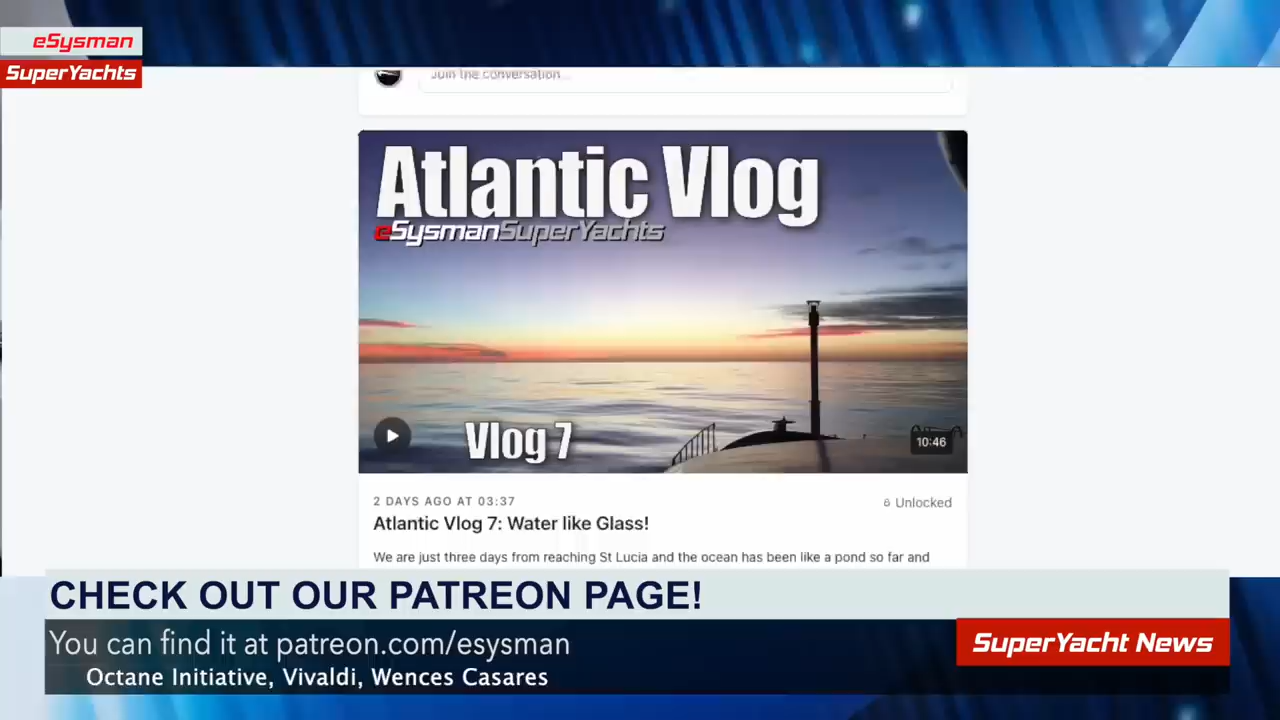 eSysman
SuperYachts
Join the conversation...
Atlantic Vlog
eSysmanSuperYachts
Vlog 7
10:46
2 DAYS AGO AT 03:37
Unlocked
Atlantic Vlog 7: Water like Glass!
We are just three days from reaching St Lucia and the ocean has been like a pond so far and
CHECK OUT OUR PATREON PAGE!
You can find it at patreon.com/esysman
SuperYacht News
Octane Initiative, Vivaldi, Wences Casares